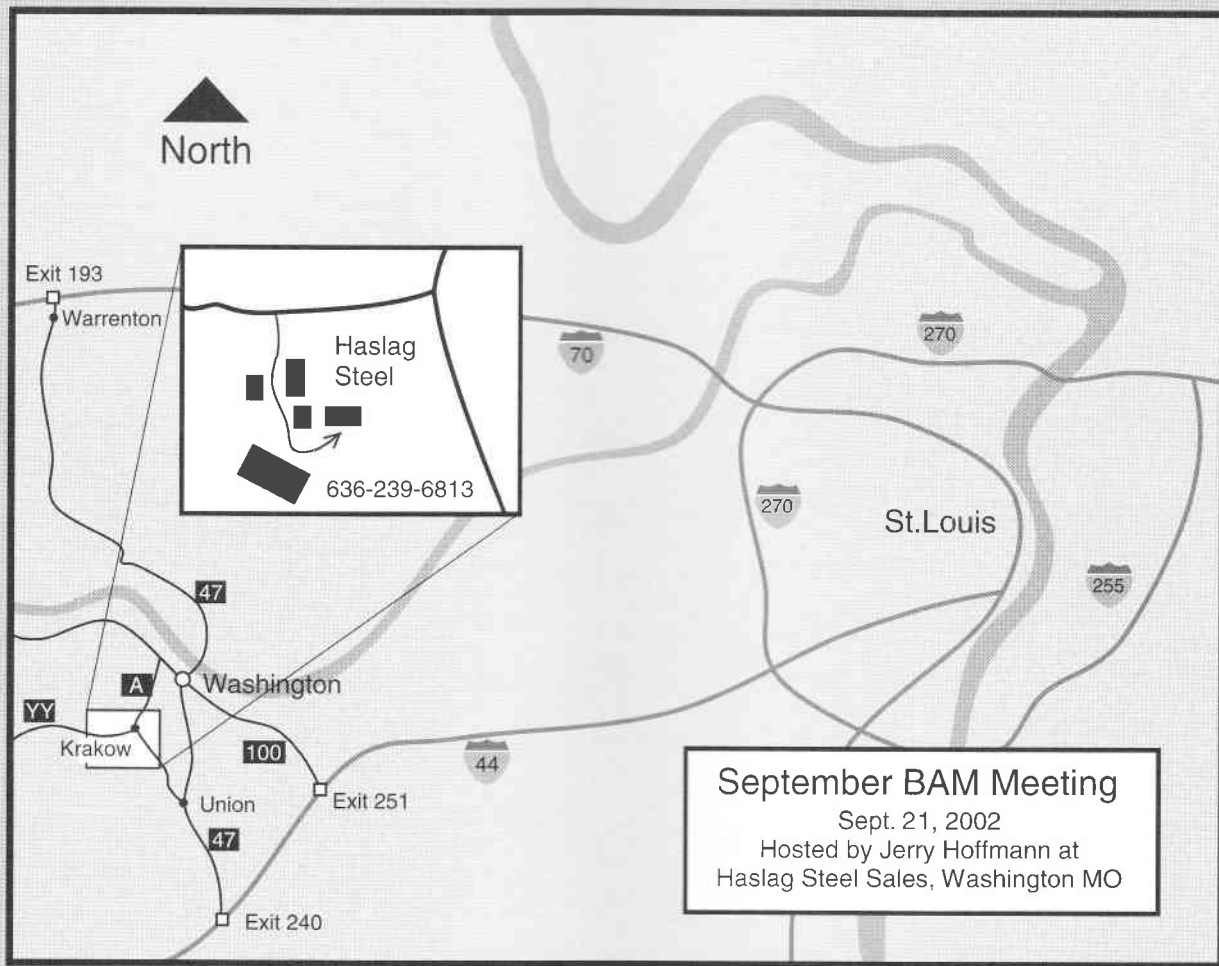 North
Exit 193
Warrenton
Haslag
Steel
636-239-6813
70
270
270
St.Louis
255
47
Washington
A
YY
Krakow
100
44
Union
Exit 251
47
Exit 240
September BAM Meeting
Sept. 21, 2002
Hosted by Jerry Hoffmann at
Haslag Steel Sales, Washington MO